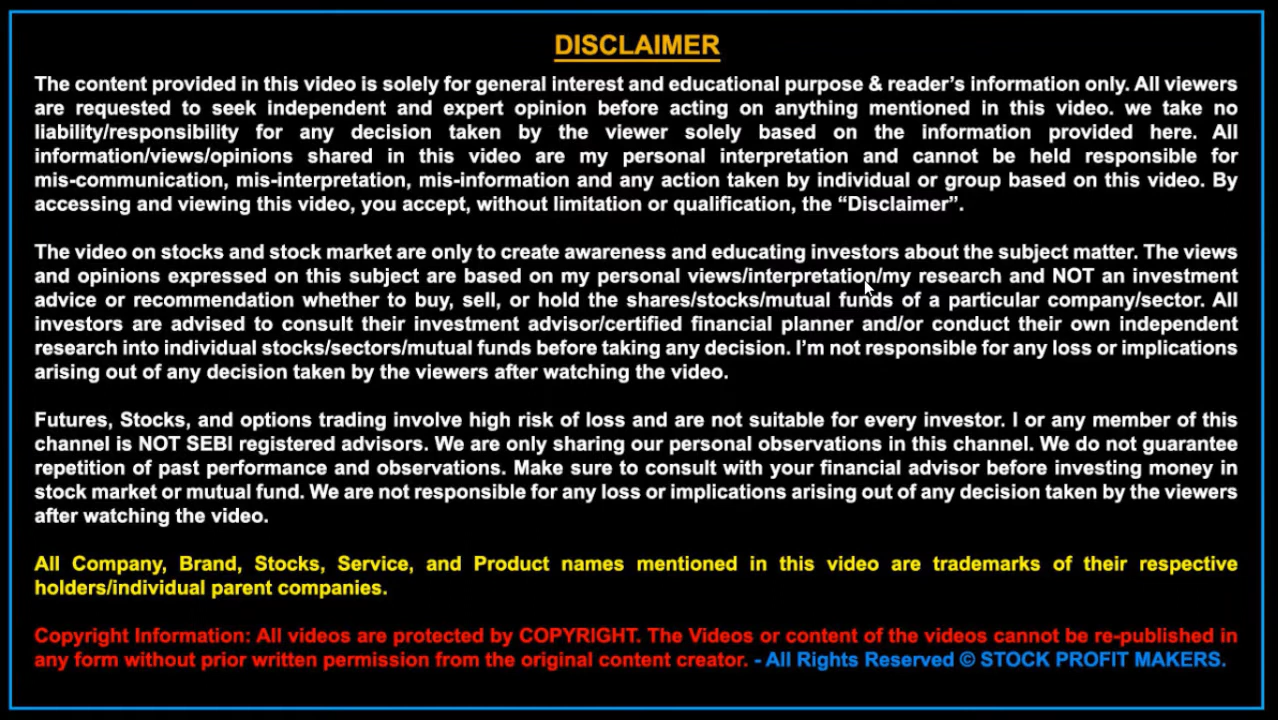 DISCLAIMER
The content provided in this video is solely for general interest and educational purpose & reader's information only. All viewers
are requested to seek independent and expert opinion before acting on anything mentioned in this video. we take no
liability/responsibility for any decision taken by the viewer solely based on the information provided here. All
information/views/opinions shared in this video are my personal interpretation and cannot be held responsible for
mis-communication, mis-interpretation, mis-information and any action taken by individual or group based on this video. By
accessing and viewing this video, you accept, without limitation or qualification, the “Disclaimer”.
The video on stocks and stock market are only to create awareness and educating investors about the subject matter. The views
and opinions expressed on this subject are based on my personal views/interpretation/my research and NOT an investment
advice or recommendation whether to buy, sell, or hold the shares/stocks/mutual funds of a particular company/sector. All
investors are advised to consult their investment advisor/certified financial planner and/or conduct their own independent
research into individual stocks/sectors/mutual funds before taking any decision. I’m not responsible for any loss or implications
arising out of any decision taken by the viewers after watching the video.
Futures, Stocks, and options trading involve high risk of loss and are not suitable for every investor. I or any member of this
channel is NOT SEBI registered advisors. We are only sharing our personal observations in this channel. We do not guarantee
repetition of past performance and observations. Make sure to consult with your financial advisor before investing money in
stock market or mutual fund. We are not responsible for any loss or implications arising out of any decision taken by the viewers
after watching the video.
All Company, Brand, Stocks, Service, and Product names mentioned in this video are trademarks of their respective
holders/individual parent companies.
Copyright Information: All videos are protected by COPYRIGHT. The Videos or content of the videos cannot be re-published in
any form without prior written permission from the original content creator. - All Rights Reserved © STOCK PROFIT MAKERS.